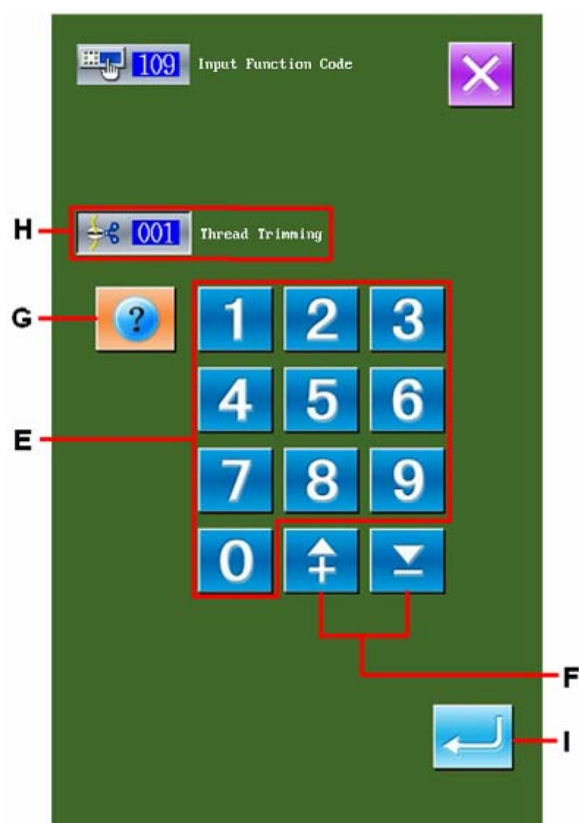 109 Input Function Code
H 001 Thread Trimming
G ? 1 2 3
4 5 6
E
7 8 9
0
F
I